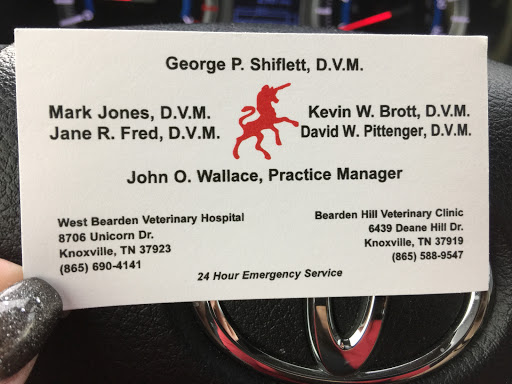 George P. Shiflett, D.V.M.
Mark Jones, D.V.M.
Jane R. Fred, D.V.M.
Kevin W. Brott, D.V.M.
David W. Pittenger, D.V.M.
John O. Wallace, Practice Manager
West Bearden Veterinary Hospital
8706 Unicorn Dr.
Knoxville, TN 37923
(865) 690-4141
Bearden Hill Veterinary Clinic
6439 Deane Hill Dr.
Knoxville, TN 37919
(865) 588-9547
24 Hour Emergency Service